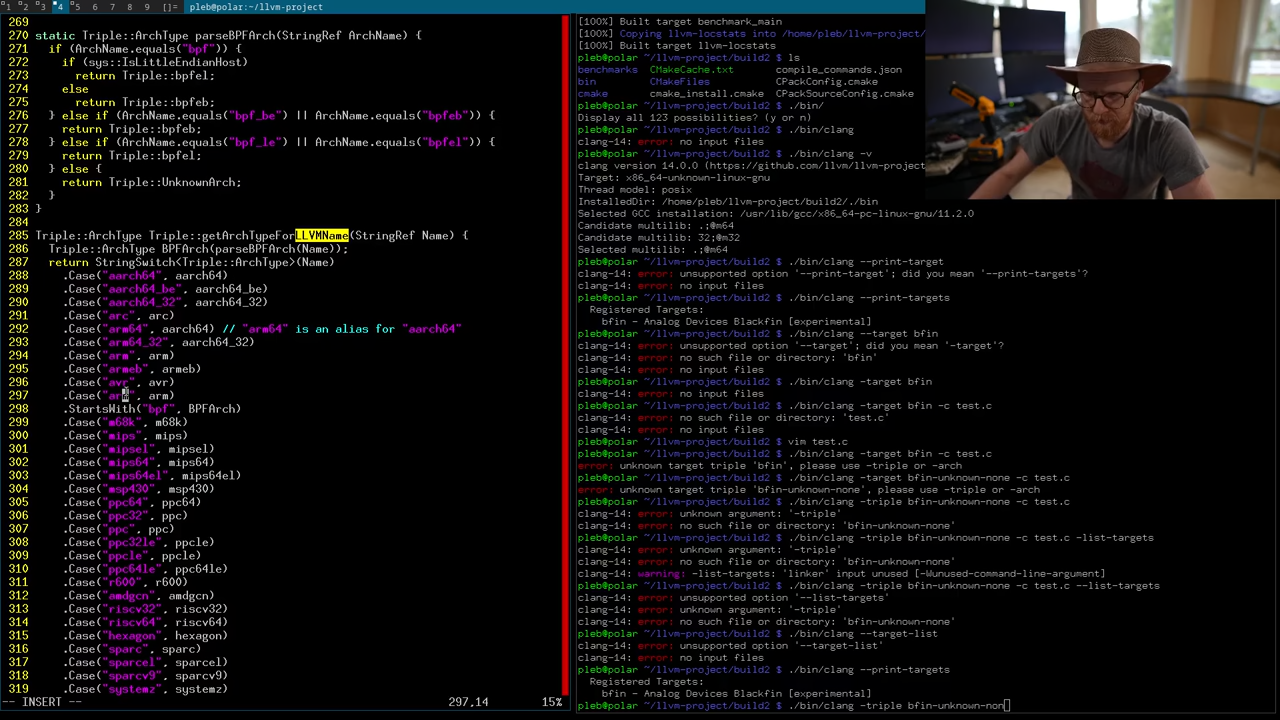 1 2 3 4 5 6 7 8 9 []= pleb@polar:~/llvm-project
269
270 static Triple::ArchType parseBPFArch(StringRef ArchName) {
271   if (ArchName.equals("bpf")) {
272     if (sys::IsLittleEndianHost)
273       return Triple::bpfel;
274     else
275       return Triple::bpfeb;
276   } else if (ArchName.equals("bpf_be") || ArchName.equals("bpfeb")) {
277     return Triple::bpfeb;
278   } else if (ArchName.equals("bpf_le") || ArchName.equals("bpfel")) {
279     return Triple::bpfel;
280   } else {
281     return Triple::UnknownArch;
282   }
283 }
284
285 Triple::ArchType Triple::getArchTypeForLLVMName(StringRef Name) {
286   Triple::ArchType BPFArch(parseBPFArch(Name));
287   return StringSwitch<Triple::ArchType>(Name)
288     .Case("aarch64", aarch64)
289     .Case("aarch64_be", aarch64_be)
290     .Case("aarch64_32", aarch64_32)
291     .Case("arc", arc)
292     .Case("arm64", aarch64) // "arm64" is an alias for "aarch64"
293     .Case("arm64_32", aarch64_32)
294     .Case("arm", arm)
295     .Case("armeb", armeb)
296     .Case("avr", avr)
297     .Case("arm", arm)
298     .StartsWith("bpf", BPFArch)
299     .Case("m68k", m68k)
300     .Case("mips", mips)
301     .Case("mipsel", mipsel)
302     .Case("mips64", mips64)
303     .Case("mips64el", mips64el)
304     .Case("msp430", msp430)
305     .Case("ppc64", ppc64)
306     .Case("ppc32", ppc)
307     .Case("ppc", ppc)
308     .Case("ppc32le", ppcle)
309     .Case("ppcle", ppcle)
310     .Case("ppc64le", ppc64le)
311     .Case("r600", r600)
312     .Case("amdgcn", amdgcn)
313     .Case("riscv32", riscv32)
314     .Case("riscv64", riscv64)
315     .Case("hexagon", hexagon)
316     .Case("sparc", sparc)
317     .Case("sparcel", sparcel)
318     .Case("sparcv9", sparcv9)
319     .Case("systemz", systemz)
-- INSERT -- 297,14 15%
[100%] Built target benchmark_main
[100%] Copying llvm-locstats into /home/pleb/llvm-project/
[100%] Built target llvm-locstats
pleb@polar ~/llvm-project/build2 $ ls
benchmarks CMakeCache.txt compile_commands.json
bin CMakeFiles CPackConfig.cmake
cmake cmake_install.cmake CPackSourceConfig.cmake
pleb@polar ~/llvm-project/build2 $ ./bin/
Display all 123 possibilities? (y or n)
pleb@polar ~/llvm-project/build2 $ ./bin/clang
clang-14: error: no input files
pleb@polar ~/llvm-project/build2 $ ./bin/clang -v
clang version 14.0.0 (https://github.com/llvm/llvm-project
Target: x86_64-unknown-linux-gnu
Thread model: posix
InstalledDir: /home/pleb/llvm-project/build2/./bin
Selected GCC installation: /usr/lib/gcc/x86_64-pc-linux-gnu/11.2.0
Candidate multilib: .;@m64
Candidate multilib: 32;@m32
Selected multilib: .;@m64
pleb@polar ~/llvm-project/build2 $ ./bin/clang --print-target
clang-14: error: unsupported option '--print-target'; did you mean '--print-targets'?
clang-14: error: no input files
pleb@polar ~/llvm-project/build2 $ ./bin/clang --print-targets
  Registered Targets:
    bfin - Analog Devices Blackfin [experimental]
pleb@polar ~/llvm-project/build2 $ ./bin/clang --target bfin
clang-14: error: unsupported option '--target'; did you mean '-target'?
clang-14: error: no such file or directory: 'bfin'
clang-14: error: no input files
pleb@polar ~/llvm-project/build2 $ ./bin/clang -target bfin
clang-14: error: no input files
pleb@polar ~/llvm-project/build2 $ ./bin/clang -target bfin -c test.c
clang-14: error: no such file or directory: 'test.c'
clang-14: error: no input files
pleb@polar ~/llvm-project/build2 $ vim test.c
pleb@polar ~/llvm-project/build2 $ ./bin/clang -target bfin -c test.c
error: unknown target triple 'bfin', please use -triple or -arch
pleb@polar ~/llvm-project/build2 $ ./bin/clang -target bfin-unknown-none -c test.c
error: unknown target triple 'bfin-unknown-none', please use -triple or -arch
pleb@polar ~/llvm-project/build2 $ ./bin/clang -triple bfin-unknown-none -c test.c
clang-14: error: unknown argument: '-triple'
clang-14: error: no such file or directory: 'bfin-unknown-none'
pleb@polar ~/llvm-project/build2 $ ./bin/clang -triple bfin-unknown-none -c test.c -list-targets
clang-14: error: unknown argument: '-triple'
clang-14: error: no such file or directory: 'bfin-unknown-none'
clang-14: warning: -list-targets: 'linker' input unused [-Wunused-command-line-argument]
pleb@polar ~/llvm-project/build2 $ ./bin/clang -triple bfin-unknown-none -c test.c --list-targets
clang-14: error: unsupported option '--list-targets'
clang-14: error: unknown argument: '-triple'
clang-14: error: no such file or directory: 'bfin-unknown-none'
pleb@polar ~/llvm-project/build2 $ ./bin/clang --target-list
clang-14: error: unsupported option '--target-list'
clang-14: error: no input files
pleb@polar ~/llvm-project/build2 $ ./bin/clang --print-targets
  Registered Targets:
    bfin - Analog Devices Blackfin [experimental]
pleb@polar ~/llvm-project/build2 $ ./bin/clang -triple bfin-unknown-non